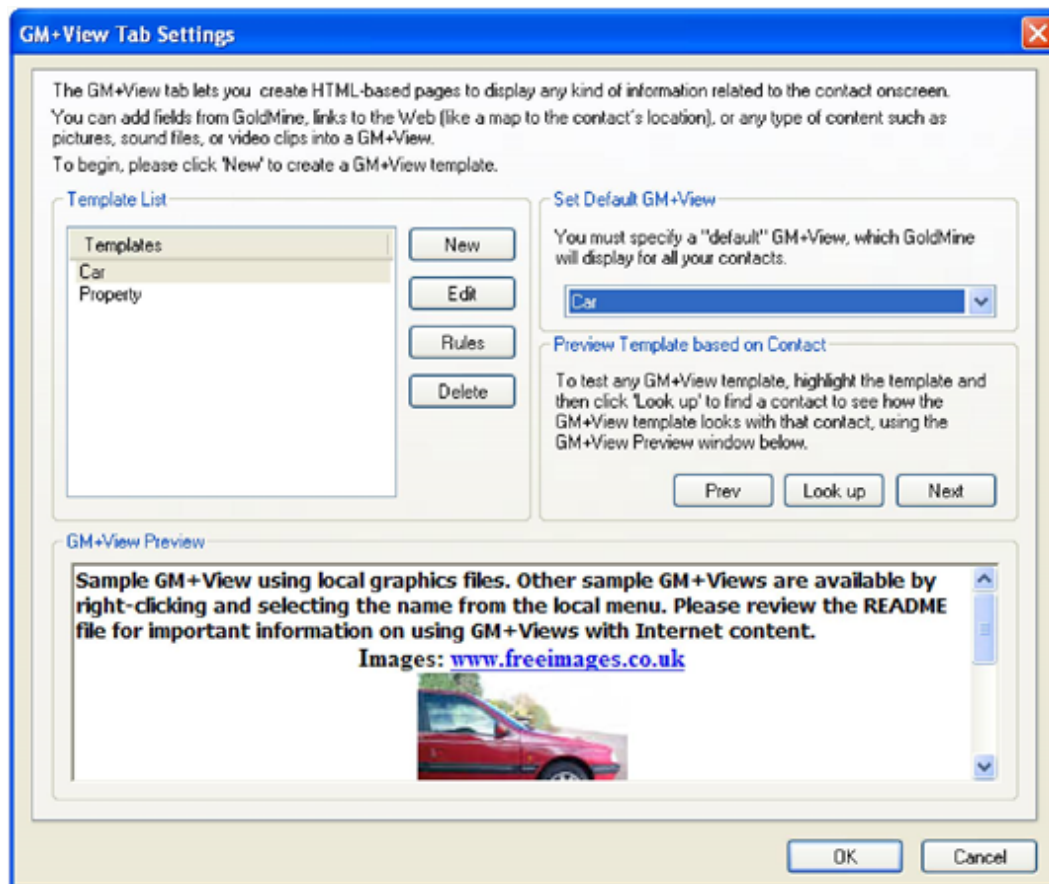 GM+View Tab Settings
The GM+View tab lets you create HTML-based pages to display any kind of information related to the contact onscreen.
You can add fields from GoldMine, links to the Web (like a map to the contact's location), or any type of content such as
pictures, sound files, or video clips into a GM+View.
To begin, please click 'New' to create a GM+View template.
Template List
Templates
Car
Property
New
Edit
Rules
Delete
Set Default GM+View
You must specify a "default" GM+View, which GoldMine
will display for all your contacts.
Car
Preview Template based on Contact
To test any GM+View template, highlight the template and
then click 'Look up' to find a contact to see how the
GM+View template looks with that contact, using the
GM+View Preview window below.
Prev
Look up
Next
GM+View Preview
Sample GM+View using local graphics files. Other sample GM+Views are available by
right-clicking and selecting the name from the local menu. Please review the README
file for important information on using GM+Views with Internet content.
Images: www.freeimages.co.uk
OK
Cancel